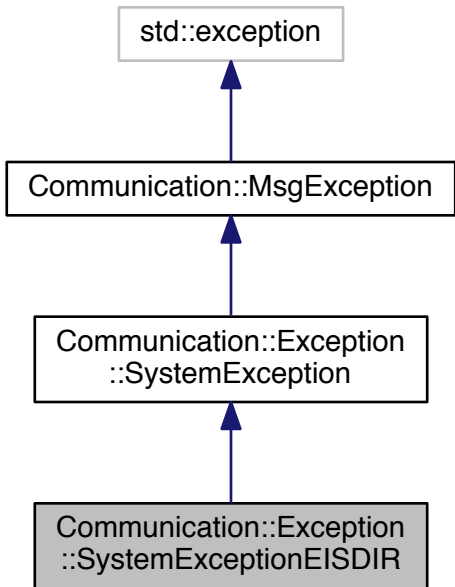 std::exception
Communication::MsgException
Communication::Exception
::SystemException
Communication::Exception
::SystemExceptionEISDIR